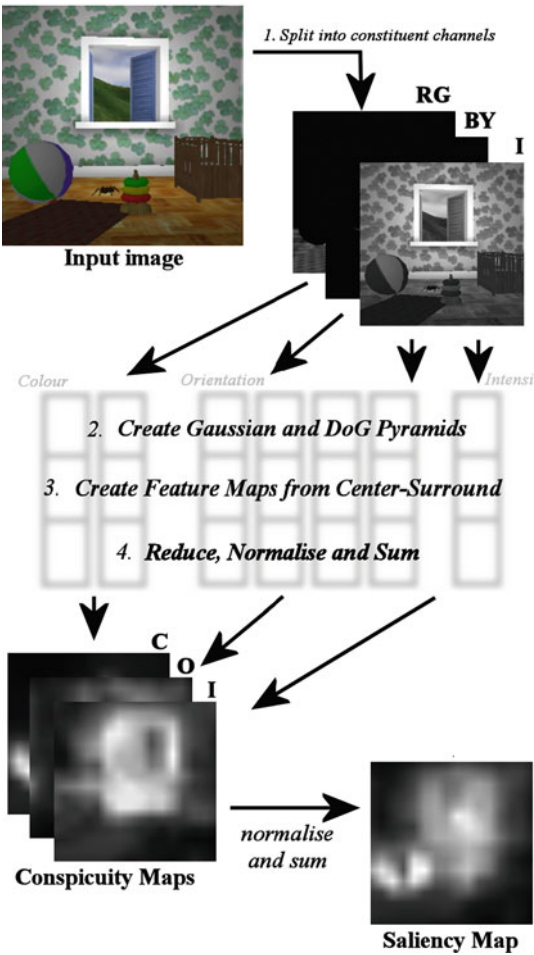 1. Split into constituent channels
RG
BY
I
Input image
Colour
Orientation
Intensi
2. Create Gaussian and DoG Pyramids
3. Create Feature Maps from Center-Surround
4. Reduce, Normalise and Sum
C
O
I
normalise
and sum
Conspicuity Maps
Saliency Map